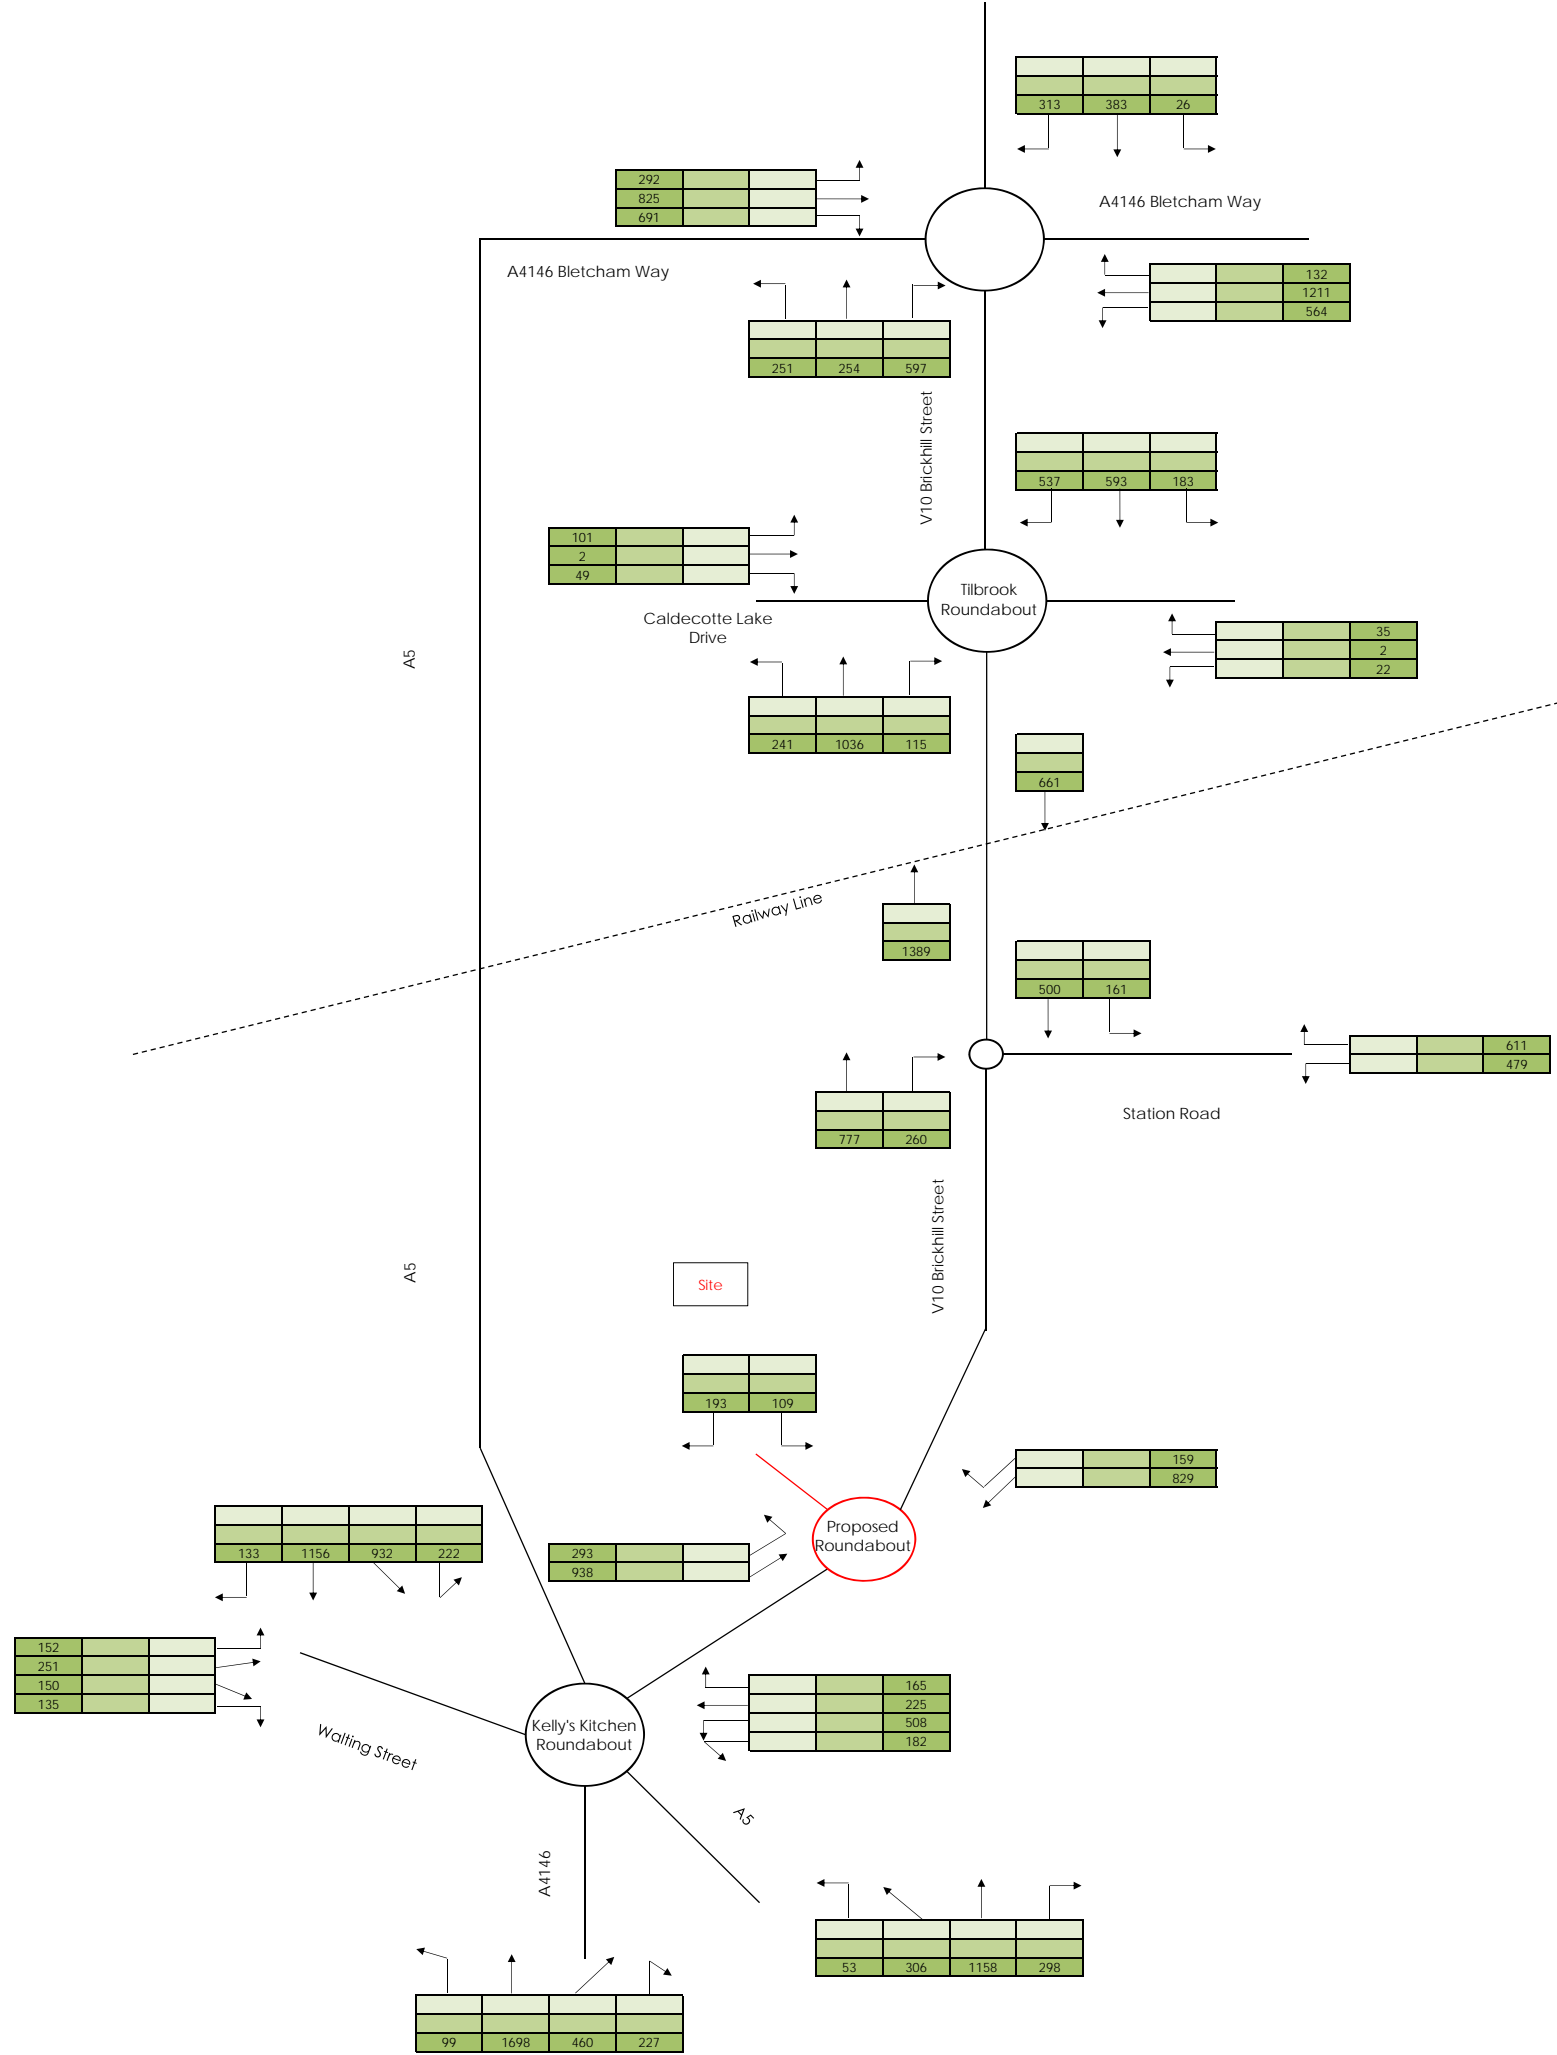 313 383 26
292
825
691
A4146 Bletcham Way
A4146 Bletcham Way
132
1211
564
251 254 597
V10 Brickhill Street
537 593 183
101
2
49
Tilbrook
Roundabout
Caldecotte Lake
Drive
35
2
22
A5
241 1036 115
661
Railway Line
1389
500 161
611
479
777 260
Station Road
V10 Brickhill Street
A5
Site
193 109
159
829
Proposed
Roundabout
293
938
133 1156 932 222
152
251
150
135
165
225
508
182
Kelly's Kitchen
Roundabout
Walting Street
A5
A4146
53 306 1158 298
99 1698 460 227